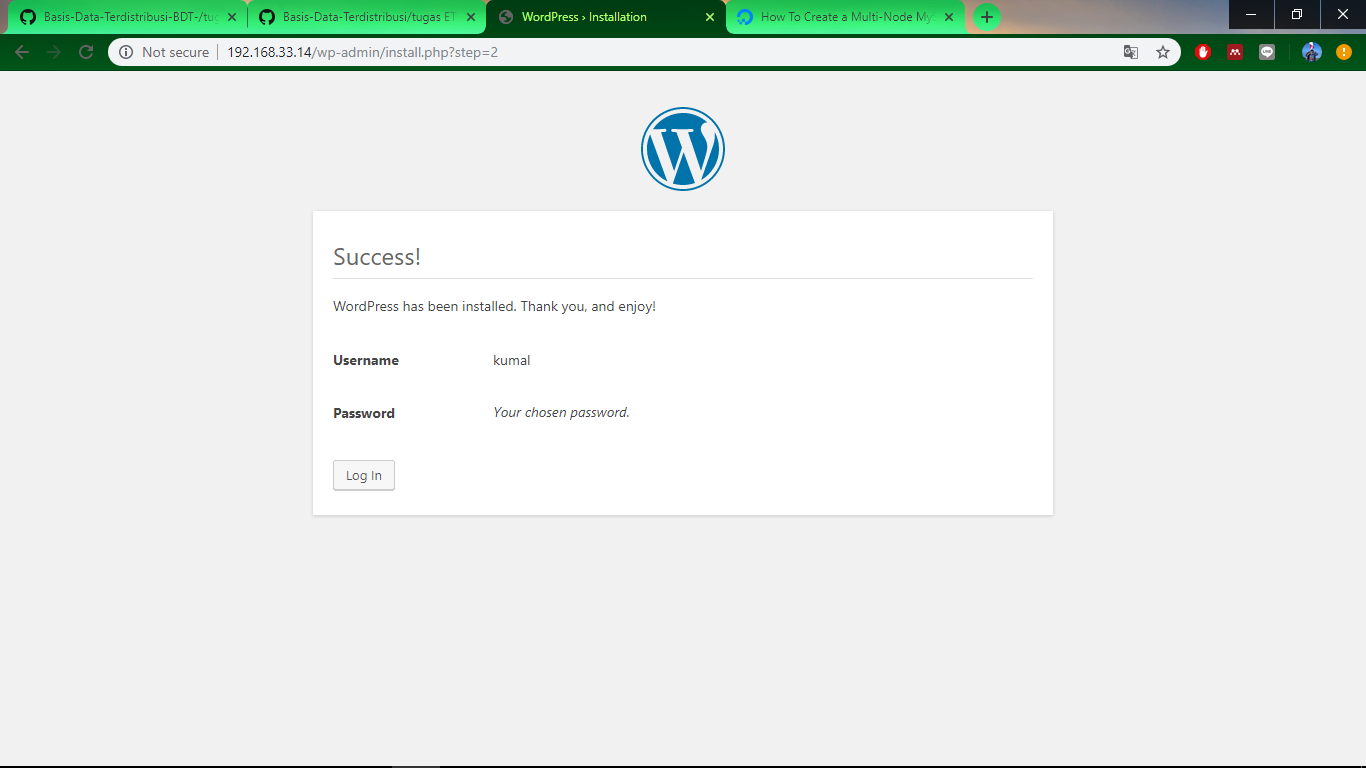 Basis-Data-Terdistribusi-BDT-/tug
Basis-Data-Terdistribusi/tugas ET
WordPress › Installation
How To Create a Multi-Node My
Not secure
192.168.33.14/wp-admin/install.php?step=2
Success!
WordPress has been installed. Thank you, and enjoy!
Username kumal
Password Your chosen password.
Log In